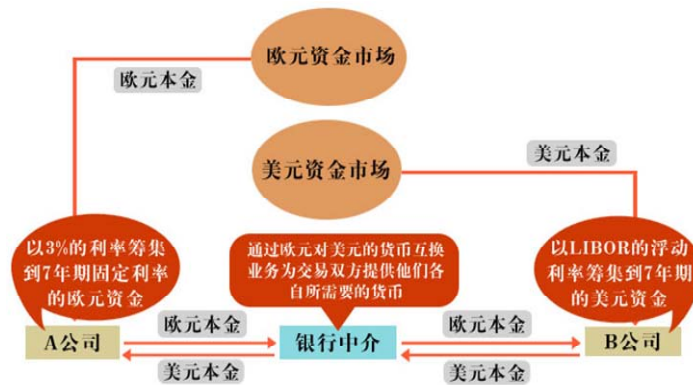 欧元资金市场
欧元本金
美元本金
美元资金市场
以3%的利率筹集
到7年期固定利率
的欧元资金
通过欧元对美元的货币互换
业务为交易双方提供他们各
自所需要的货币
以LIBOR的浮动
利率筹集到7年期
的美元资金
A公司
欧元本金
美元本金
银行中介
欧元本金
美元本金
B公司